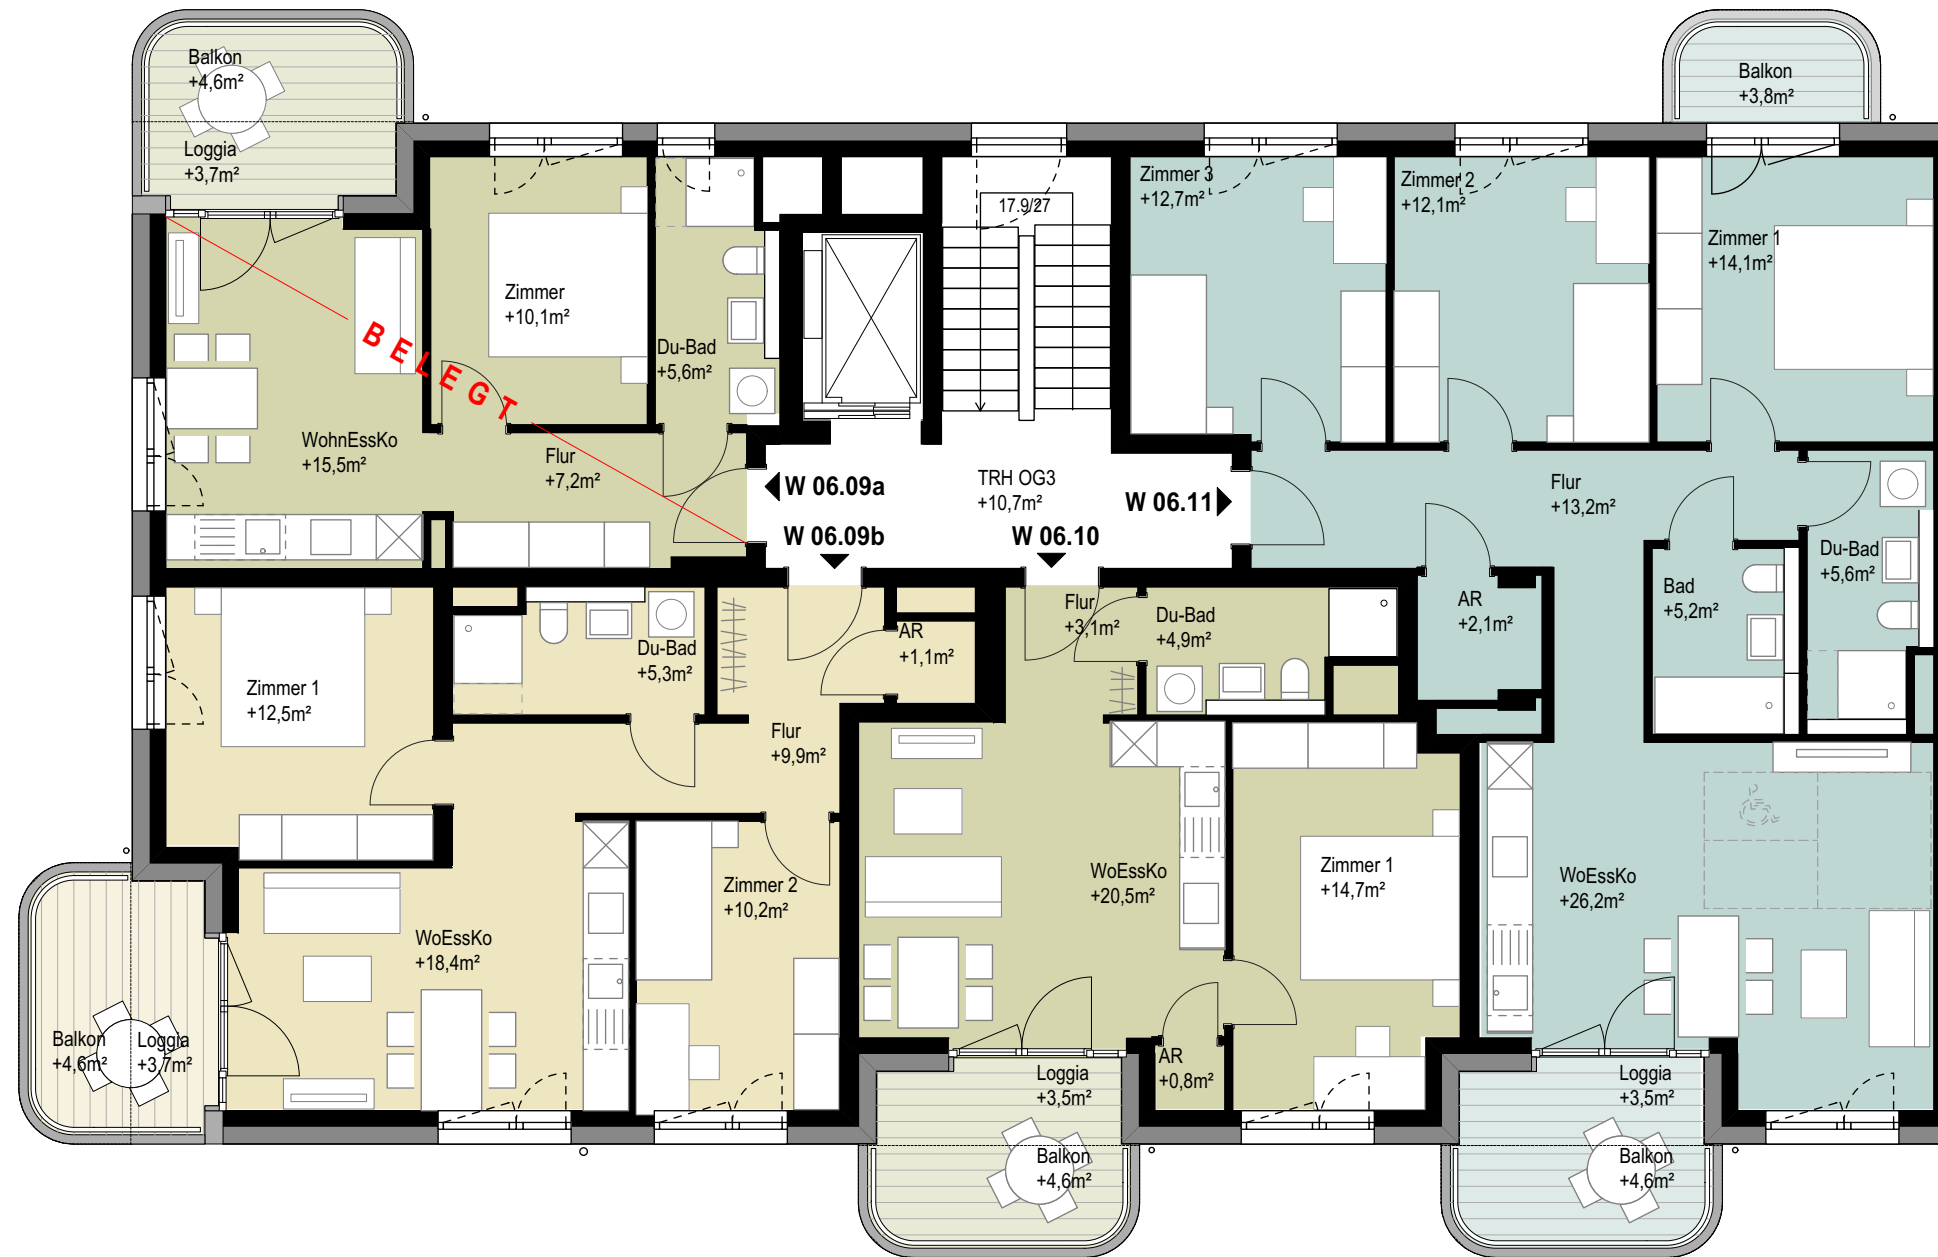 Balkon
+4,6m²
Loggia
+3,7m²
Balkon
+3,8m²
Zimmer
+10,1m²
Du-Bad
+5,6m²
17.9/27
Zimmer 3
+12,7m²
Zimmer 2
+12,1m²
Zimmer 1
+14,1m²
BELEGT
WohnEssKo
+15,5m²
Flur
+7,2m²
W 06.09a
W 06.09b
TRH OG3
+10,7m²
W 06.10
W 06.11
Flur
+13,2m²
Du-Bad
+5,6m²
Bad
+5,2m²
AR
+2,1m²
Zimmer 1
+12,5m²
Du-Bad
+5,3m²
AR
+1,1m²
Flur
+9,9m²
Flur
+3,1m²
Du-Bad
+4,9m²
Zimmer 2
+10,2m²
WoEssKo
+18,4m²
WoEssKo
+20,5m²
Zimmer 1
+14,7m²
WoEssKo
+26,2m²
Balkon
+4,6m²
Loggia
+3,7m²
AR
+0,8m²
Loggia
+3,5m²
Balkon
+4,6m²
Loggia
+3,5m²
Balkon
+4,6m²